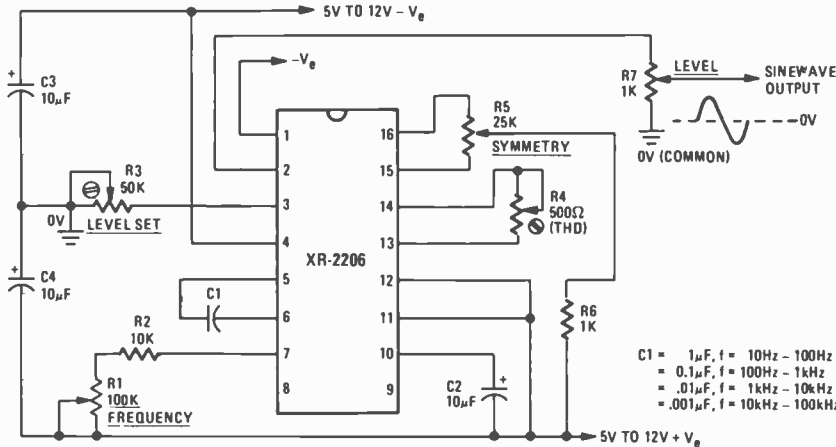 5V TO 12V – Ve
–Ve
C3
10µF
R3
50K
0V
LEVEL SET
C4
10µF
C1
R2
10K
R1
100K
FREQUENCY
1
2
3
4
5
6
7
8
XR-2206
16
15
14
13
12
11
10
9
R5
25K
SYMMETRY
R4
500Ω
(THD)
R6
1K
C2
10µF
R7
1K
LEVEL
SINEWAVE
OUTPUT
0V
0V (COMMON)
C1 = 1µF, f = 10Hz – 100Hz
= 0.1µF, f = 100Hz – 1kHz
= .01µF, f = 1kHz – 10kHz
= .001µF, f = 10kHz – 100kHz
5V TO 12V + Ve